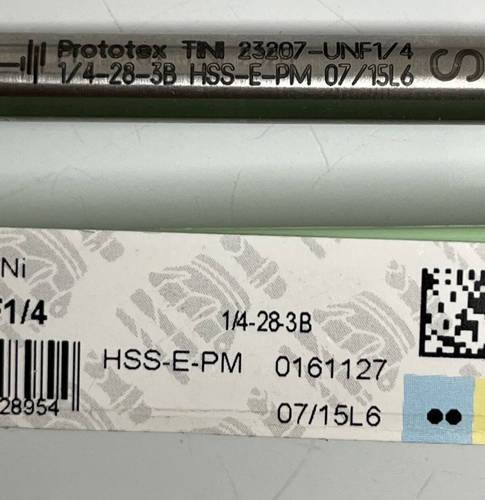 Prototex TINI 23207-UNF1/4
1/4-28-3B HSS-E-PM 07/15L6
Ni
F1/4
1/4-28-3B
HSS-E-PM 0161127
28954
07/15L6